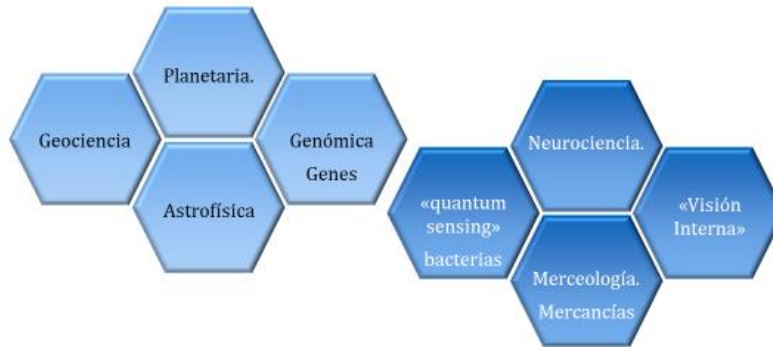 Planetaria.
Geociencia
Genómica
Genes
Astrofísica
Neurociencia.
«quantum
sensing»
bacterias
«Visión
Interna»
Merceología.
Mercancías